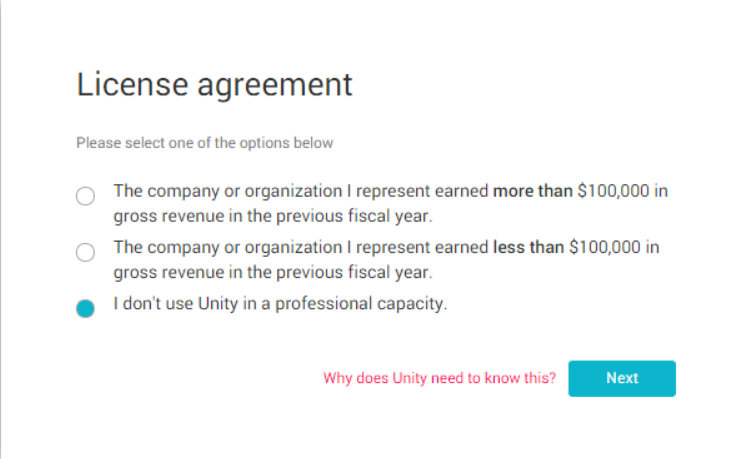 License agreement
Please select one of the options below
The company or organization I represent earned more than $100,000 in
gross revenue in the previous fiscal year.
The company or organization I represent earned less than $100,000 in
gross revenue in the previous fiscal year.
I don't use Unity in a professional capacity.
Why does Unity need to know this?
Next